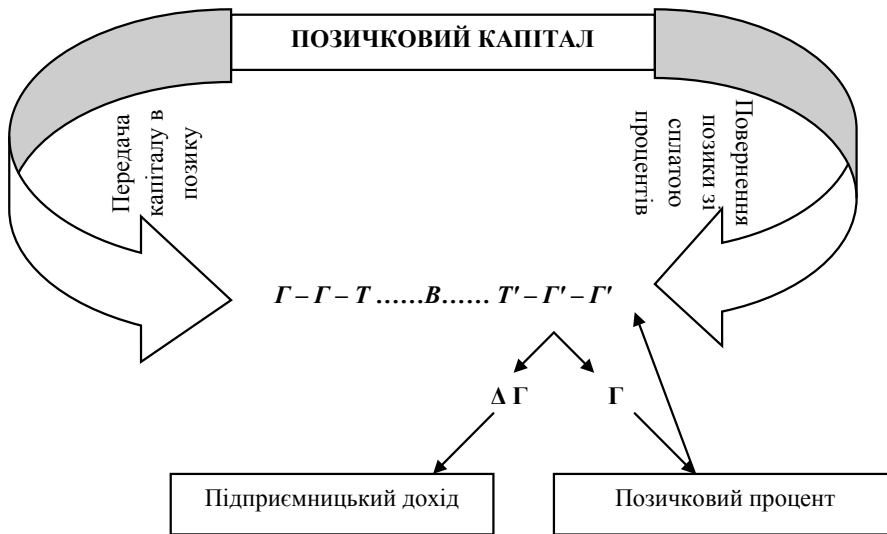 ПОЗИЧКОВИЙ КАПІТАЛ
Передача
капіталу в
позику
Повернення
позики зі
сплатою
процентів
Г – Г – Т ......В...... Т' – Г' – Г'
Δ Г Г
Підприємницький дохід Позичковий процент